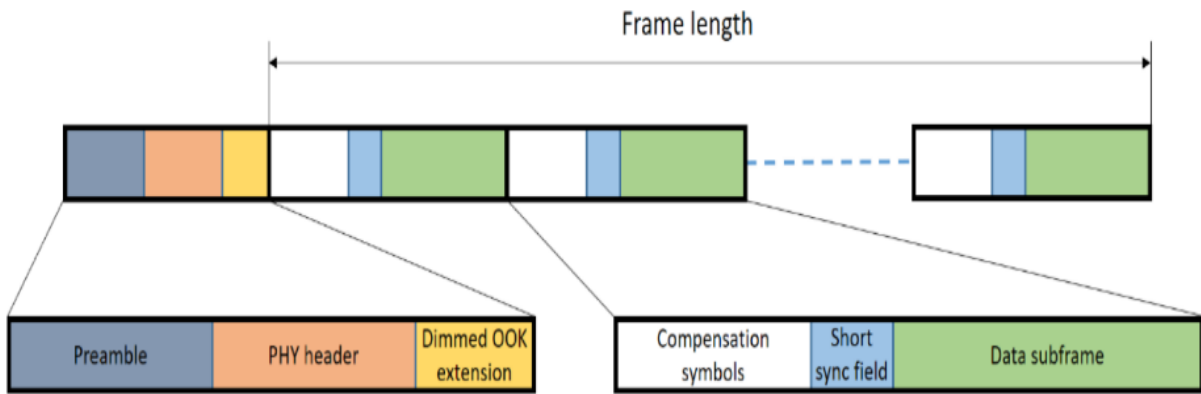 Frame length
Preamble
PHY header
Dimmed OOK
extension
Compensation
symbols
Short
sync field
Data subframe